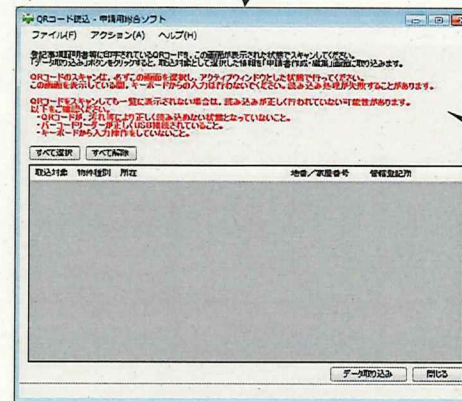 QRコード読込 - 申請用総合ソフト
ファイル(F) アクション(A) ヘルプ(H)
登記事項証明書等に印字されているQRコードを、この画面が表示された状態でスキャンしてください。
「データ取り込み」ボタンをクリックすると、取込対象として選択した情報を「申請書作成・編集」画面に取り込みます。
QRコードのスキャンは、必ずこの画面を選択し、アクティブウィンドウとした状態で行ってください。
この画面を表示している間、キーボードからの入力は行わないでください。読み込み処理が失敗することがあります。
QRコードをスキャンしても一覧に表示されない場合は、読み込みが正しく行われていない可能性があります。
以下をご確認ください。
・QRコードが、汚れ等により正しく読み込めない状態となっていないこと。
・バーコードリーダーが正しくUSB接続されていること。
・キーボードから入力操作をしていないこと。
すべて選択 すべて解除
取込対象 物件種別 所在 地番/家屋番号 管轄登記所
データ取り込み 閉じる